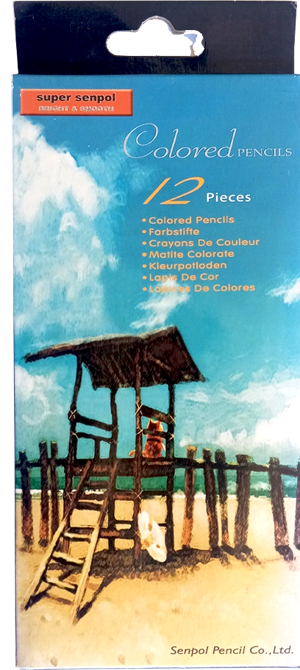 super senpol
BRIGHT & SMOOTH
Colored PENCILS
12 Pieces
• Colored Pencils
• Farbstifte
• Crayons De Couleur
• Matite Colorate
• Kleurpotloden
• Lapis De Cor
• Lapices De Colores
Senpol Pencil Co.,Ltd.